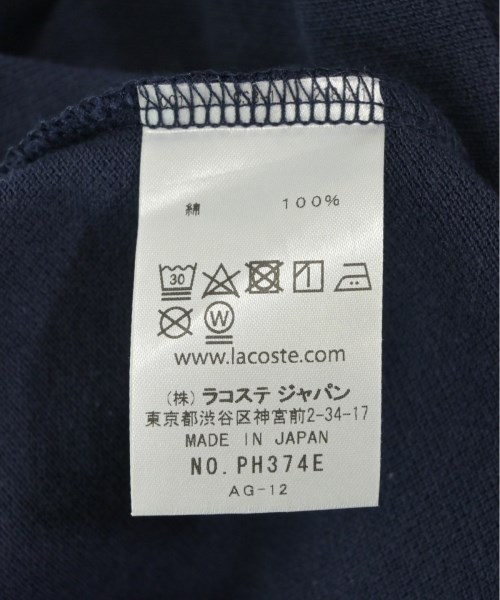 綿 100%
30
W
www.lacoste.com
(株) ラコステ ジャパン
東京都渋谷区神宮前2-34-17
MADE IN JAPAN
NO. PH374E
AG-12